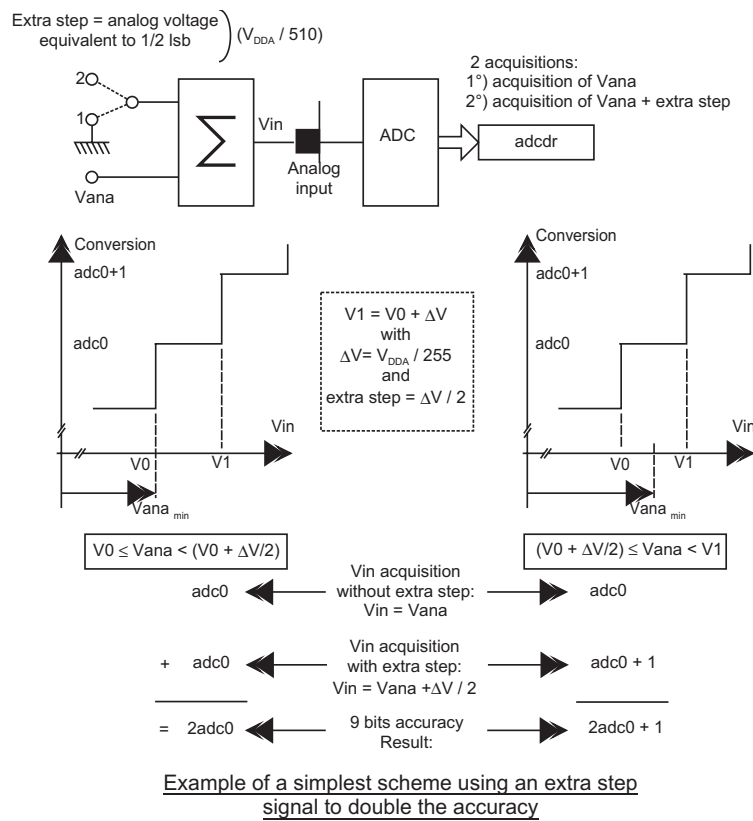 Extra step = analog voltage
equivalent to 1/2 lsb
(VDDA / 510)
2
1
Vana
Σ
Vin
Analog
input
ADC
2 acquisitions:
1°) acquisition of Vana
2°) acquisition of Vana + extra step
adcdr
Conversion
adc0+1
adc0
Vin
V0
V1
Vana min
V1 = V0 + ΔV
with
ΔV= VDDA / 255
and
extra step = ΔV / 2
Conversion
adc0+1
adc0
Vin
V0
V1
Vana min
V0 ≤ Vana < (V0 + ΔV/2)
(V0 + ΔV/2) ≤ Vana < V1
adc0
Vin acquisition
without extra step:
Vin = Vana
adc0
+ adc0
Vin acquisition
with extra step:
Vin = Vana +ΔV / 2
adc0 + 1
= 2adc0
9 bits accuracy
Result:
2adc0 + 1
Example of a simplest scheme using an extra step
signal to double the accuracy